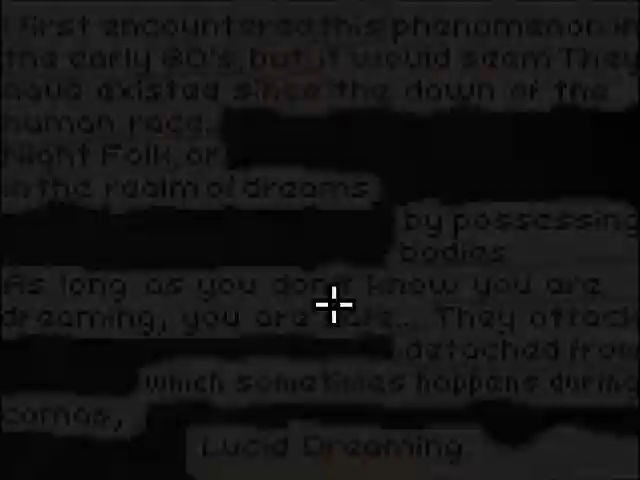 I first encountered this phenomenon in
the early 80's, but it would seem They
have existed since the dawn of the
human race.
Night Folk, or
in the realm of dreams
by possessing
bodies
As long as you don't know you are
dreaming, you are safe... They attack
detached from
which sometimes happens during
comas,
Lucid Dreaming.